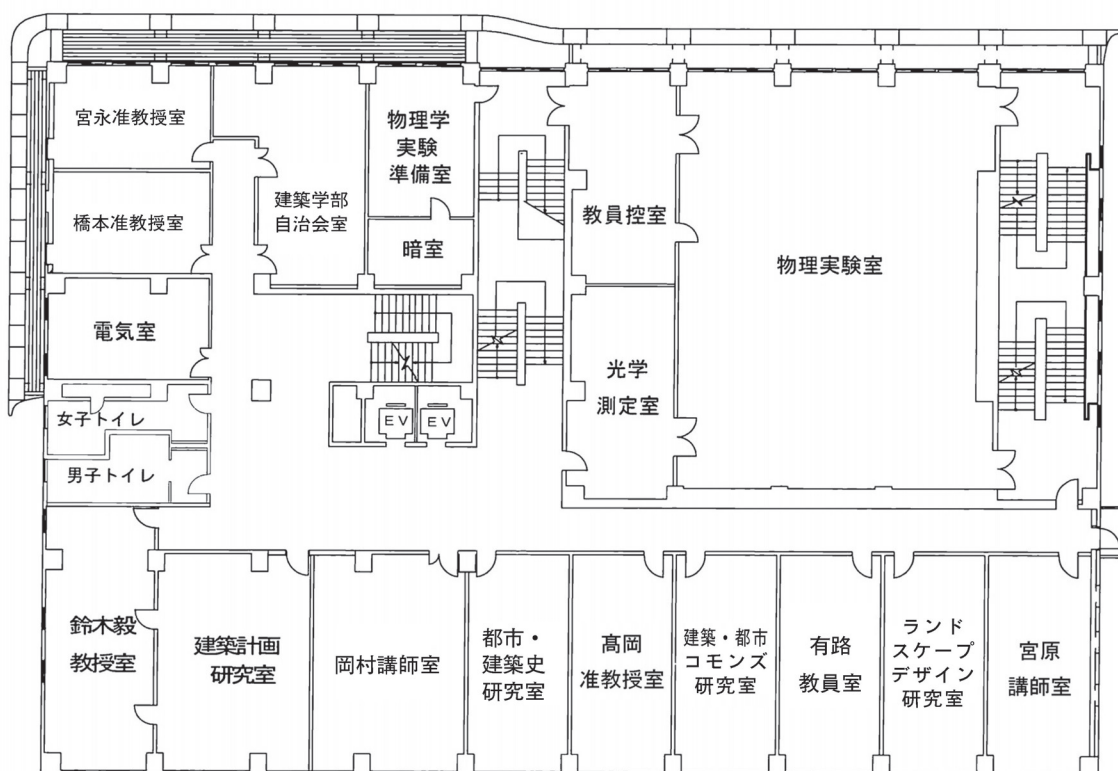 宮永准教授室
橋本准教授室
電気室
女子トイレ
男子トイレ
建築学部
自治会室
物理学
実験
準備室
暗室
EV
EV
教員控室
光学
測定室
物理実験室
鈴木毅
教授室
建築計画
研究室
岡村講師室
都市・
建築史
研究室
髙岡
准教授室
建築・都市
コモンズ
研究室
有路
教員室
ランド
スケープ
デザイン
研究室
宮原
講師室